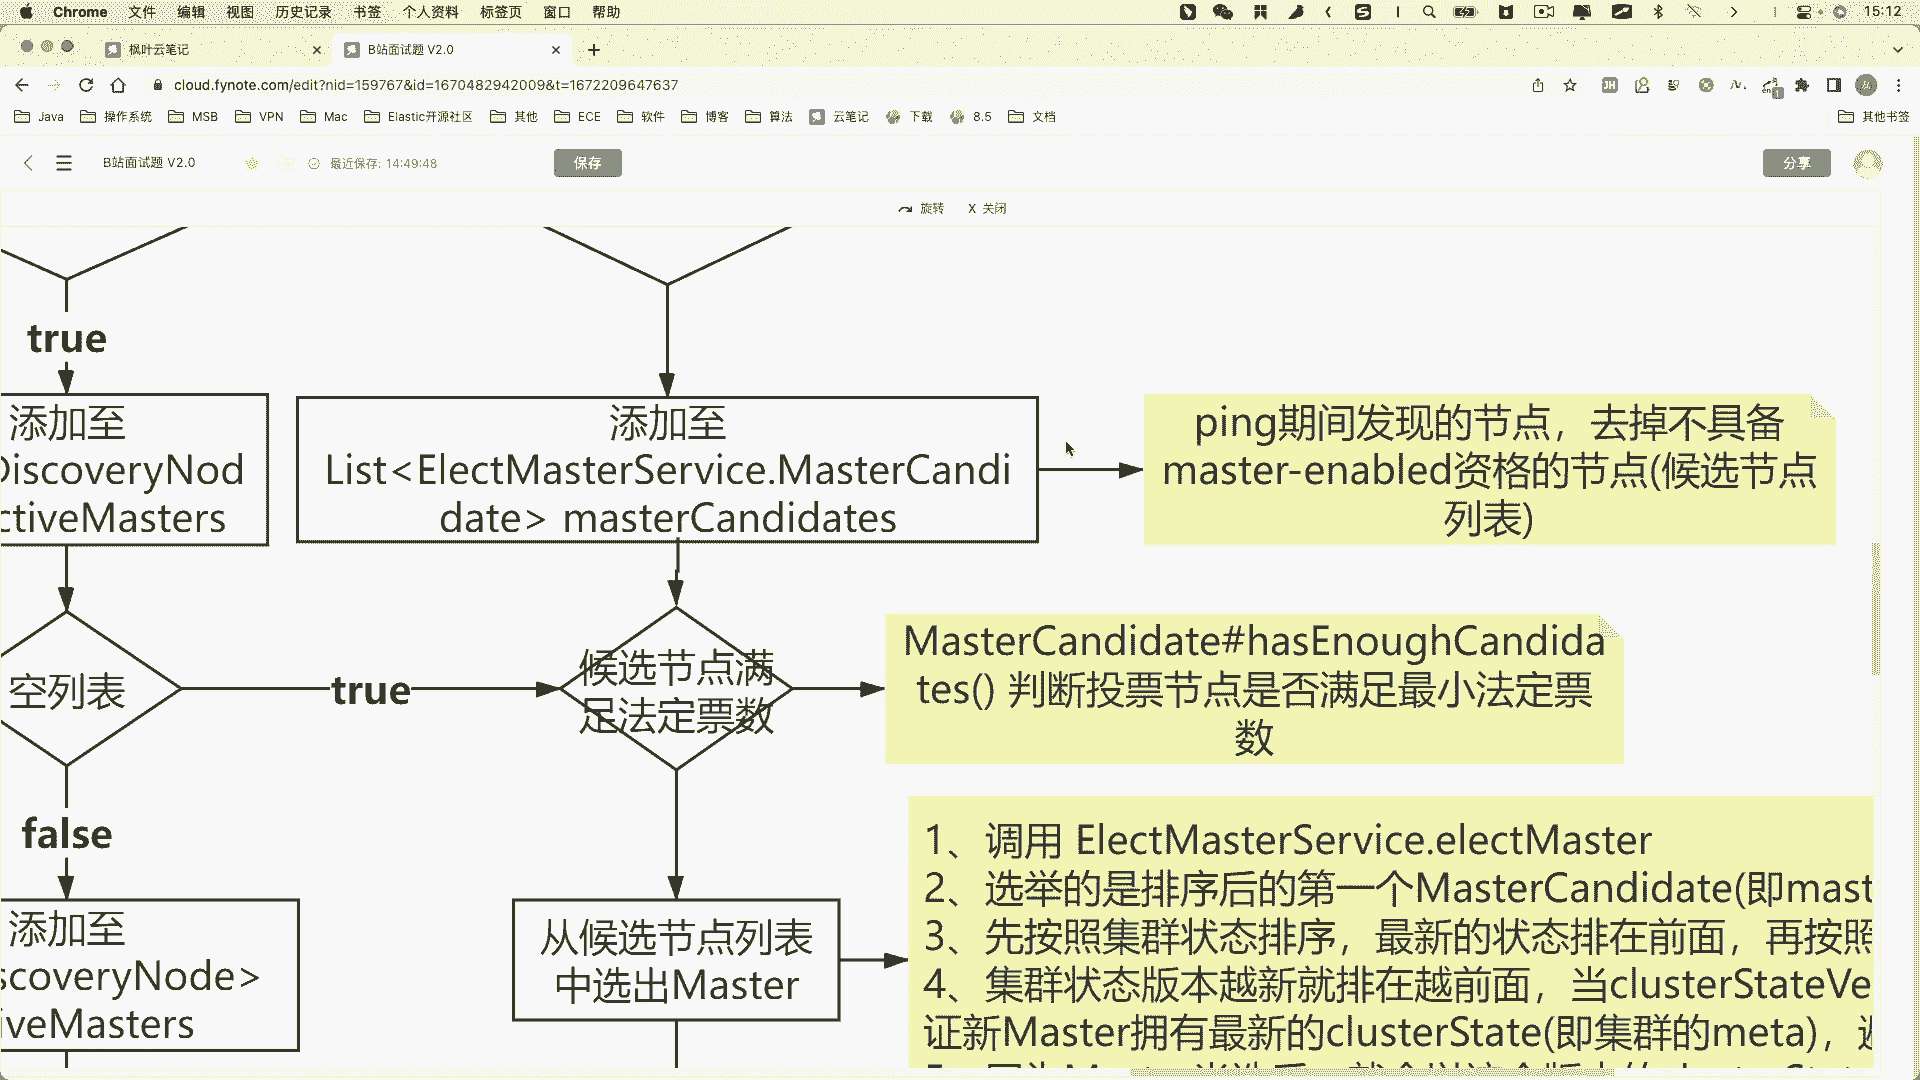 Chrome 文件 编辑 视图 历史记录 书签 个人资料 标签页 窗口 帮助 15:12
枫叶云笔记 B站面试题 V2.0
cloud.fynote.com/edit?nid=159767&id=1670482942009&t=1672209647637
Java 操作系统 MSB VPN Mac Elastic开源社区 其他 ECE 软件 博客 算法 云笔记 下载 8.5 文档 其他书签
B站面试题 V2.0 最近保存: 14:49:48 保存 分享
旋转 X 关闭
true
添加至
DiscoveryNod
ctiveMasters
添加至
List<ElectMasterService.MasterCandi
date> masterCandidates
ping期间发现的节点，去掉不具备
master-enabled资格的节点(候选节点
列表)
空列表
true
候选节点满
足法定票数
MasterCandidate#hasEnoughCandida
tes() 判断投票节点是否满足最小法定票
数
false
添加至
scoveryNode>
iveMasters
从候选节点列表
中选出Master
1、调用 ElectMasterService.electMaster
2、选举的是排序后的第一个MasterCandidate(即mast
3、先按照集群状态排序，最新的状态排在前面，再按照
4、集群状态版本越新就排在越前面，当clusterStateVe
证新Master拥有最新的clusterState(即集群的meta)，